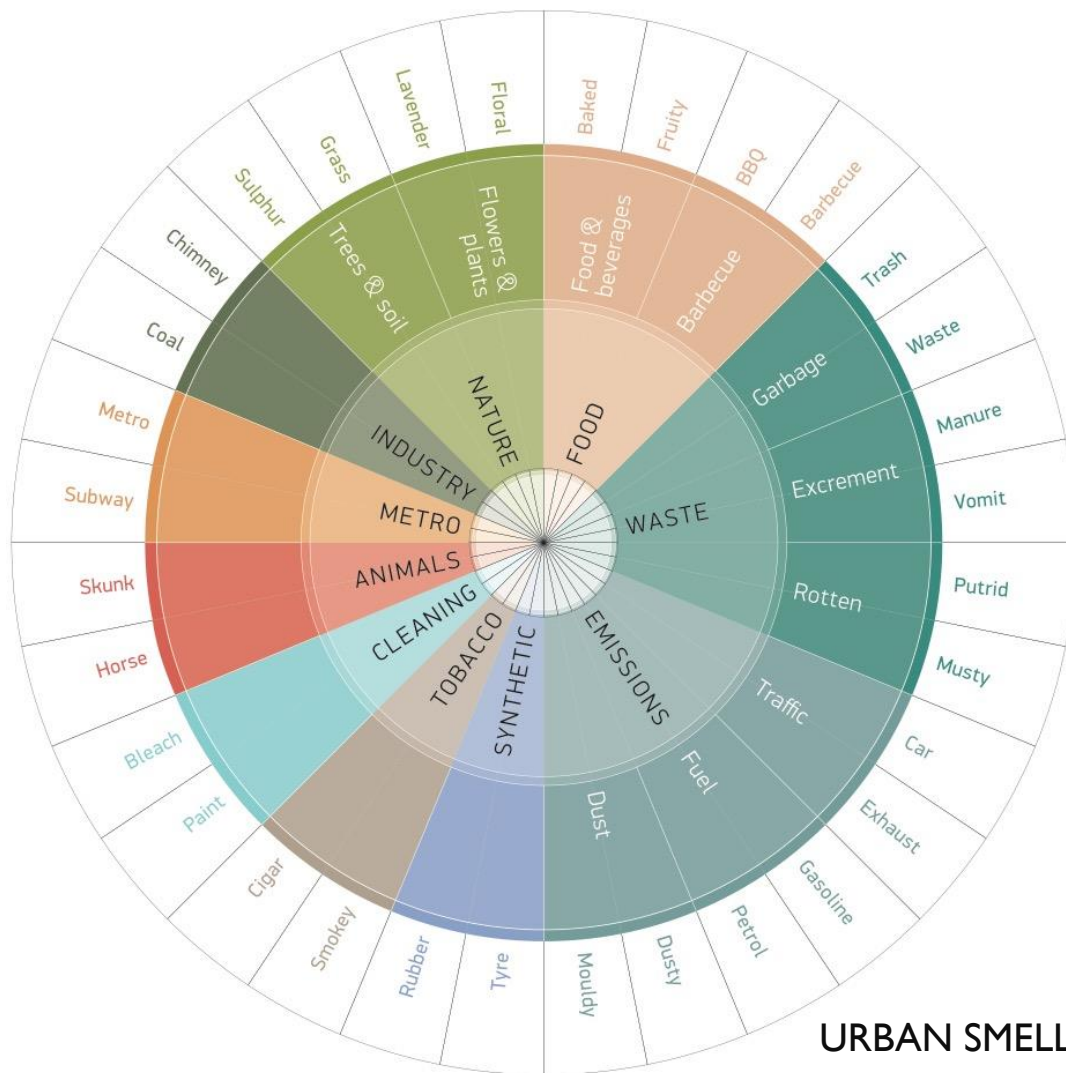 Floral
Lavender
Grass
Sulphur
Chimney
Coal
Metro
Subway
Skunk
Horse
Bleach
Paint
Cigar
Smokey
Rubber
Tyre
Mouldy
Dusty
Petrol
Gasoline
Exhaust
Car
Musty
Putrid
Vomit
Manure
Waste
Trash
Barbecue
BBQ
Fruity
Baked
Flowers &
plants
Trees & soil
Food &
beverages
Barbecue
Garbage
Excrement
Rotten
Traffic
Fuel
Dust
NATURE
INDUSTRY
METRO
ANIMALS
CLEANING
TOBACCO
SYNTHETIC
EMISSIONS
WASTE
FOOD
URBAN SMELL